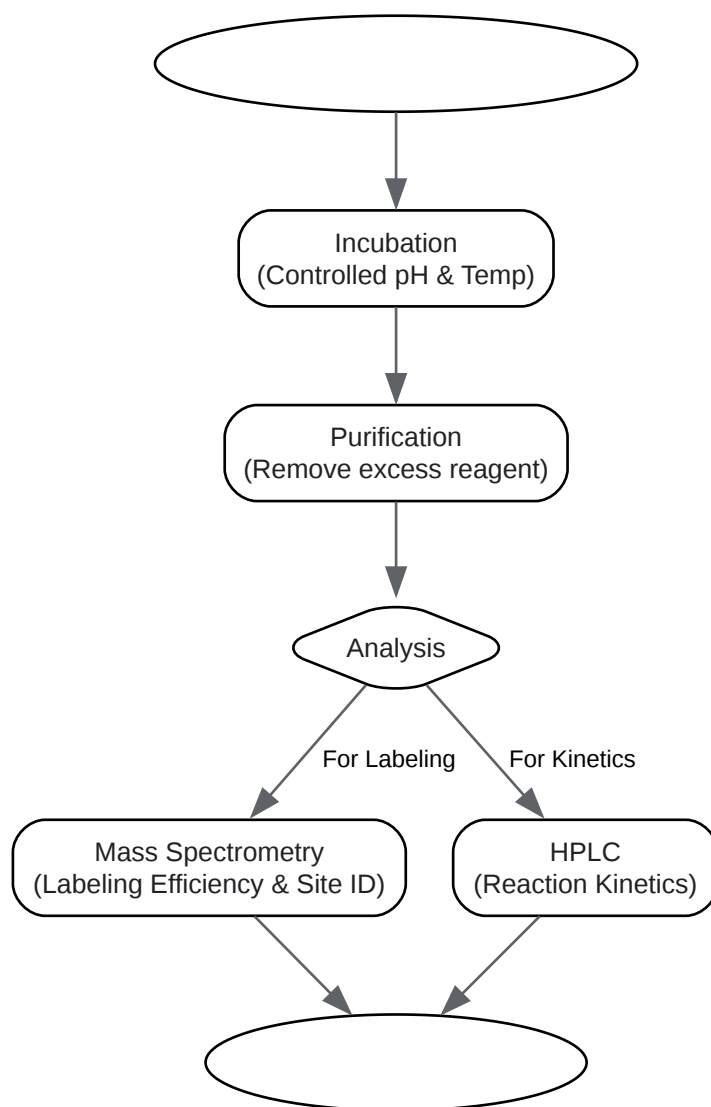 Incubation
(Controlled pH & Temp)
Purification
(Remove excess reagent)
Analysis
For Labeling
For Kinetics
Mass Spectrometry
(Labeling Efficiency & Site ID)
HPLC
(Reaction Kinetics)